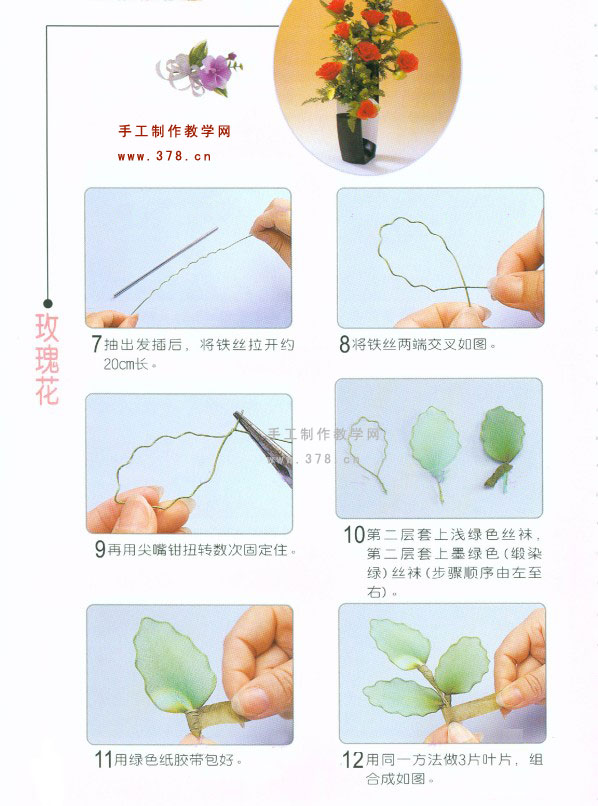 手工制作教学网
www.378.cn
玫瑰花
7抽出发插后，将铁丝拉开约
20cm长。
8将铁丝两端交叉如图。
手工制作教学网
www.378.cn
9再用尖嘴钳扭转数次固定住。
10第二层套上浅绿色丝袜，
第二层套上墨绿色(缎染
绿)丝袜(步骤顺序由左至
右)。
11用绿色纸胶带包好。
12用同一方法做3片叶片，组
合成如图。